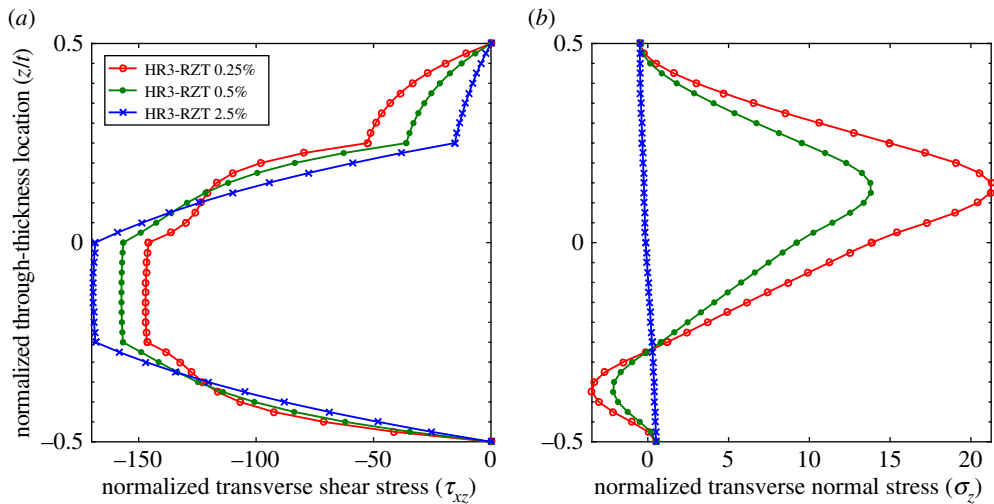 (a)
normalized through-thickness location (z/t)
0.5
0
–0.5
HR3-RZT 0.25%
HR3-RZT 0.5%
HR3-RZT 2.5%
–150
–100
–50
0
normalized transverse shear stress (τxz)
(b)
0.5
0
–0.5
0
5
10
15
20
normalized transverse normal stress (σz)